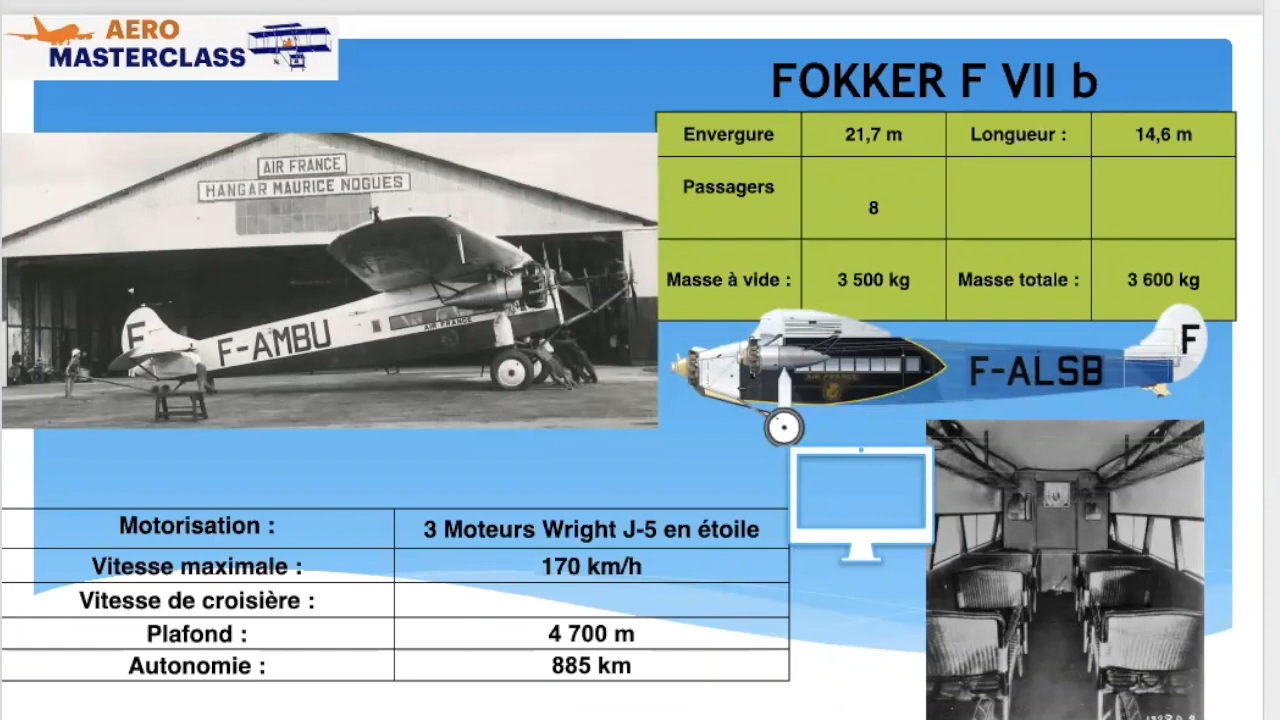 AERO
MASTERCLASS
FOKKER F VII b
Envergure 21,7 m Longueur : 14,6 m
Passagers 8
Masse à vide : 3 500 kg Masse totale : 3 600 kg
AIR FRANCE
HANGAR MAURICE NOGUES
F
F-AMBU
AIR FRANCE
F
F-ALSB
AIR FRANCE
Motorisation : 3 Moteurs Wright J-5 en étoile
Vitesse maximale : 170 km/h
Vitesse de croisière :
Plafond : 4 700 m
Autonomie : 885 km